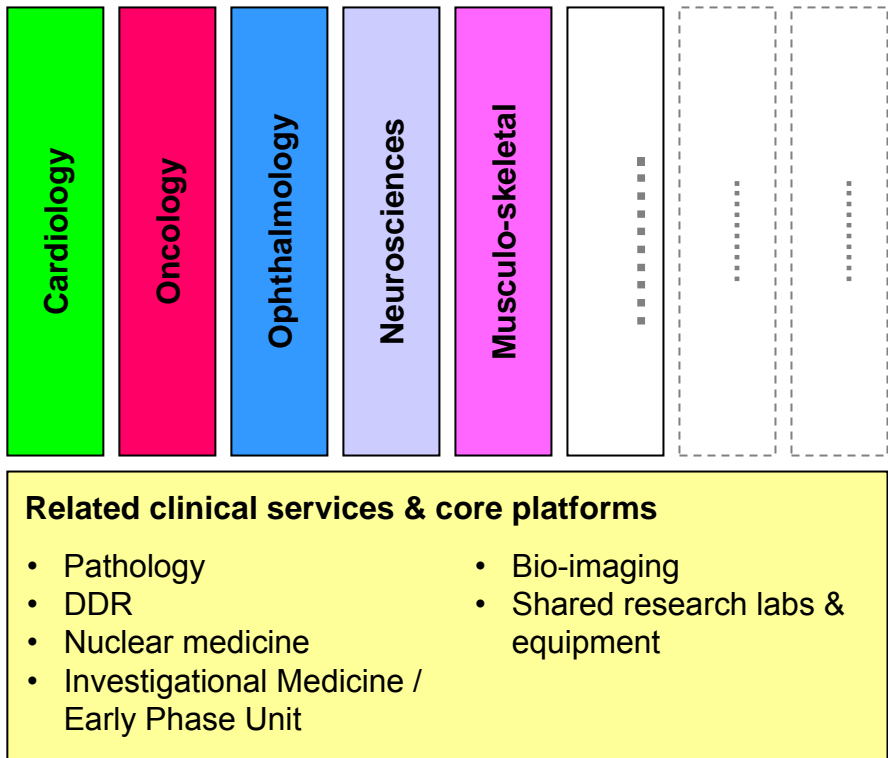 Cardiology
Oncology
Ophthalmology
Neurosciences
Musculo-skeletal
Related clinical services & core platforms
• Pathology
• DDR
• Nuclear medicine
• Investigational Medicine /
Early Phase Unit
• Bio-imaging
• Shared research labs &
equipment